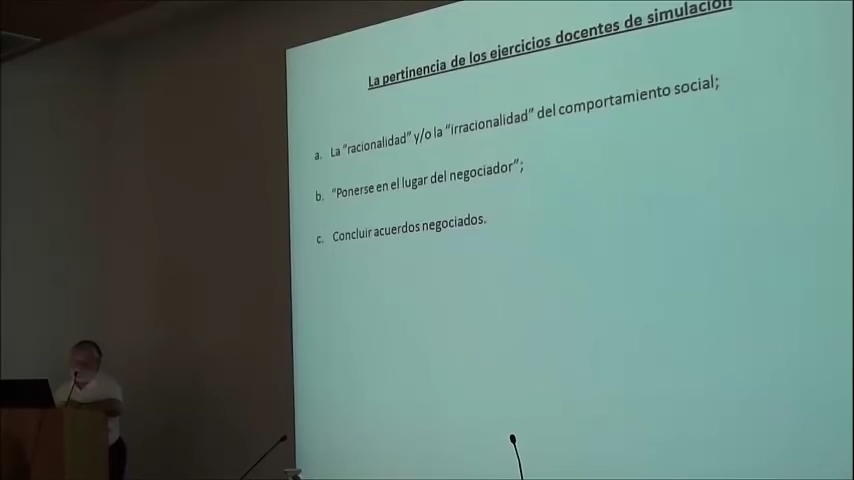 La pertinencia de los ejercicios docentes de simulación
a. La "racionalidad" y/o la "irracionalidad" del comportamiento social;
b. "Ponerse en el lugar del negociador";
c. Concluir acuerdos negociados.